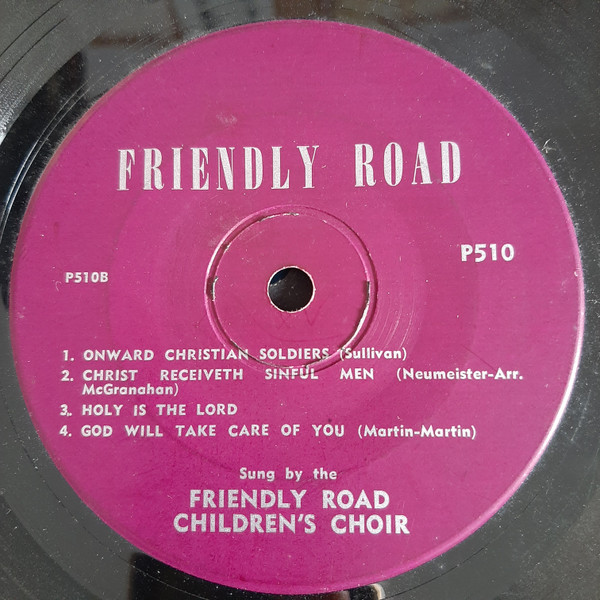 FRIENDLY ROAD
P510
P510B
1. ONWARD CHRISTIAN SOLDIERS (Sullivan)
2. CHRIST RECEIVETH SINFUL MEN (Neumeister-Arr.
McGranahan)
3. HOLY IS THE LORD
4. GOD WILL TAKE CARE OF YOU (Martin-Martin)
Sung by the
FRIENDLY ROAD
CHILDREN'S CHOIR